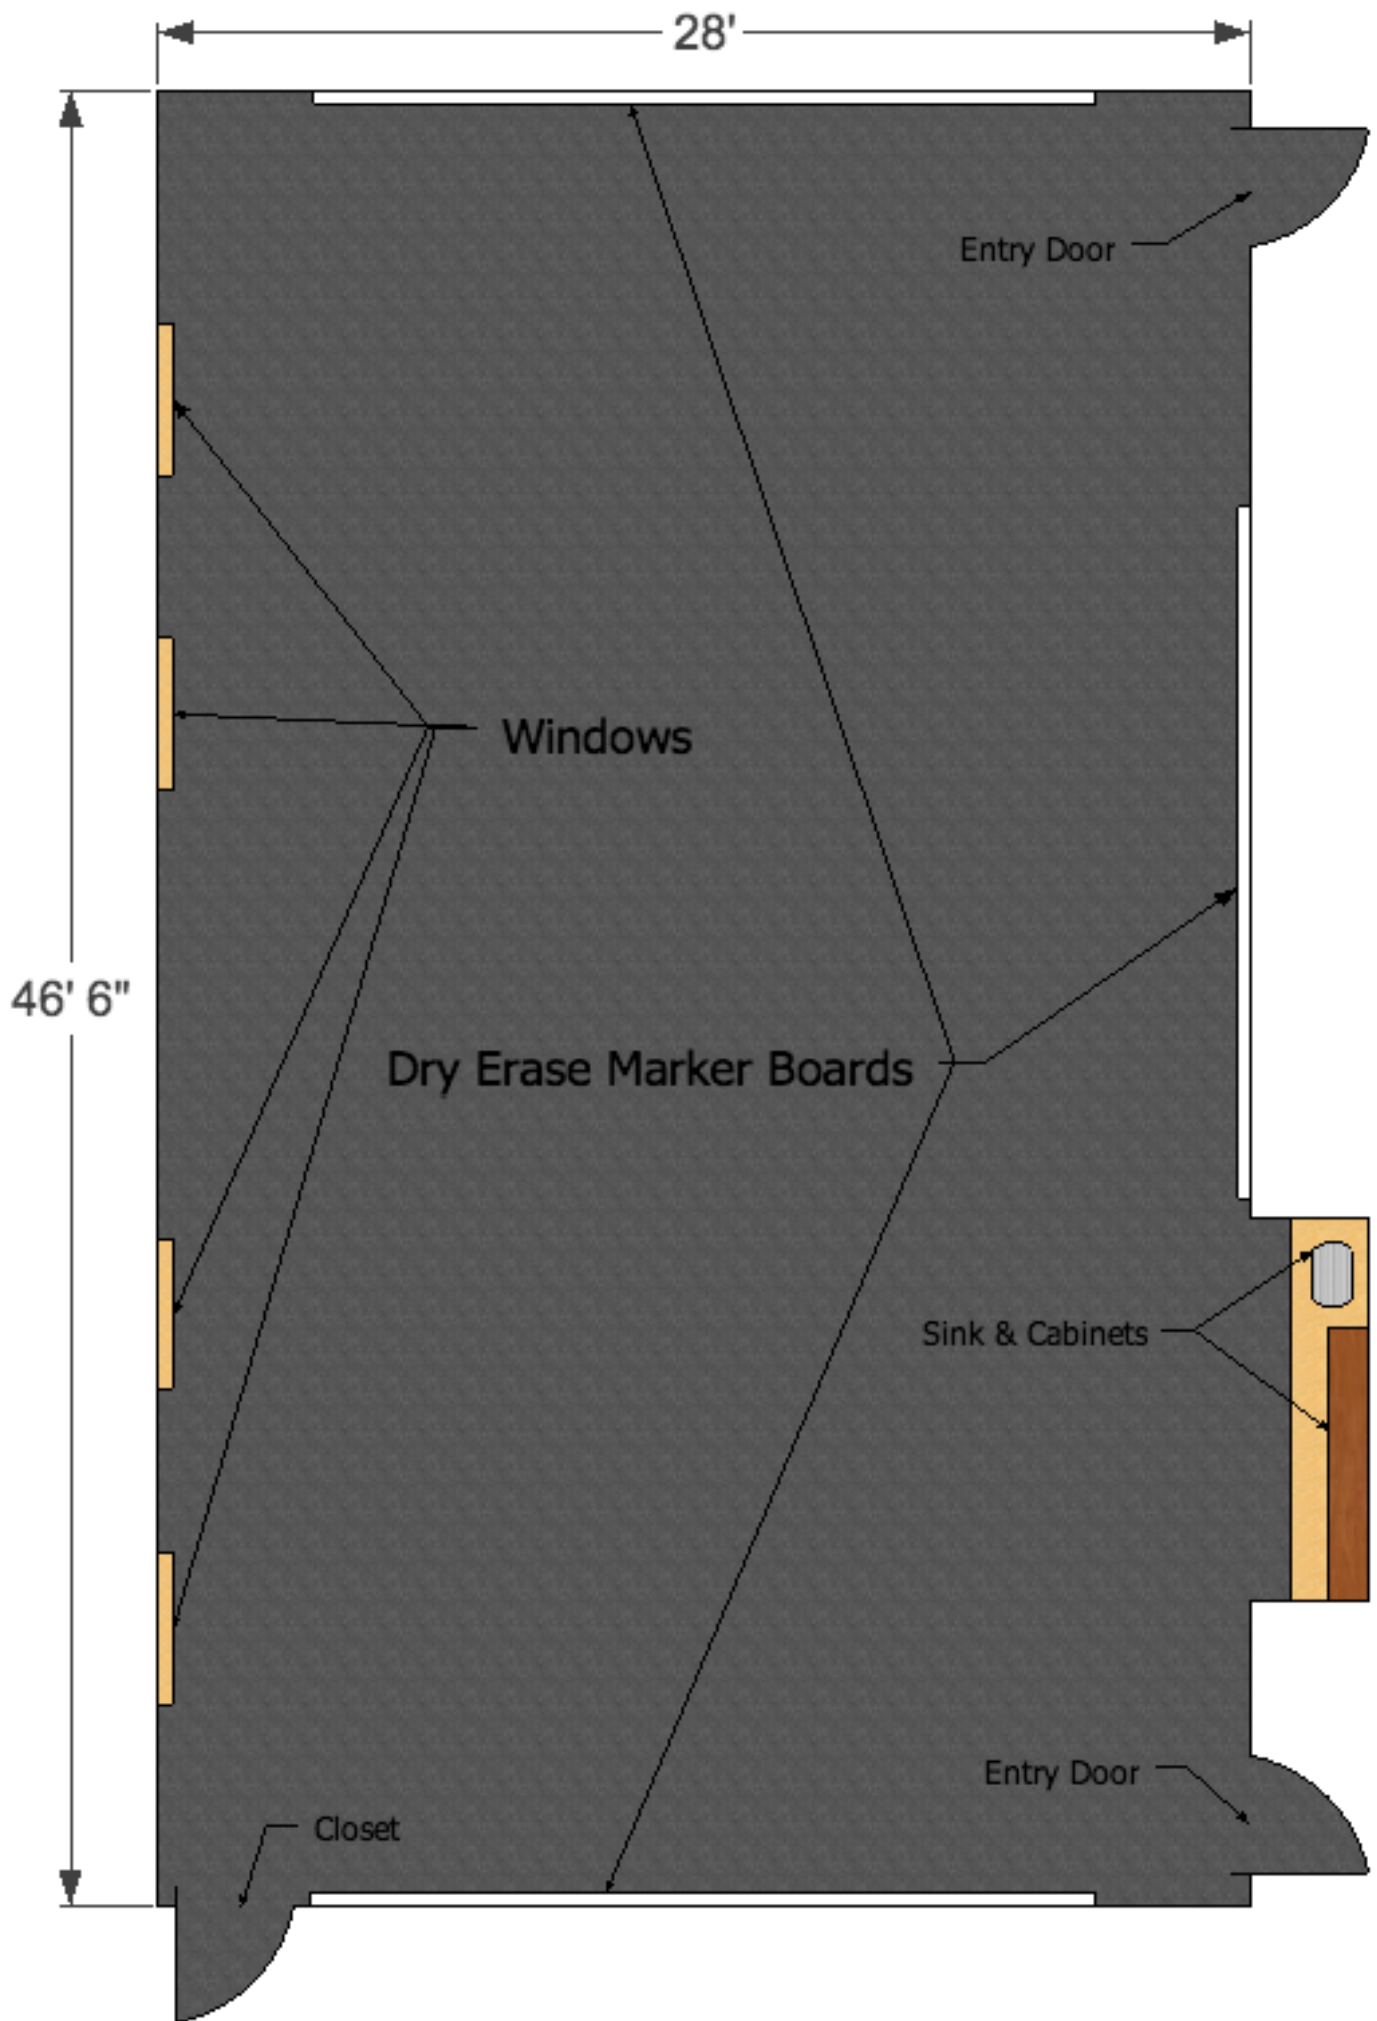 28'
Entry Door
Windows
46' 6"
Dry Erase Marker Boards
Sink & Cabinets
Entry Door
Closet